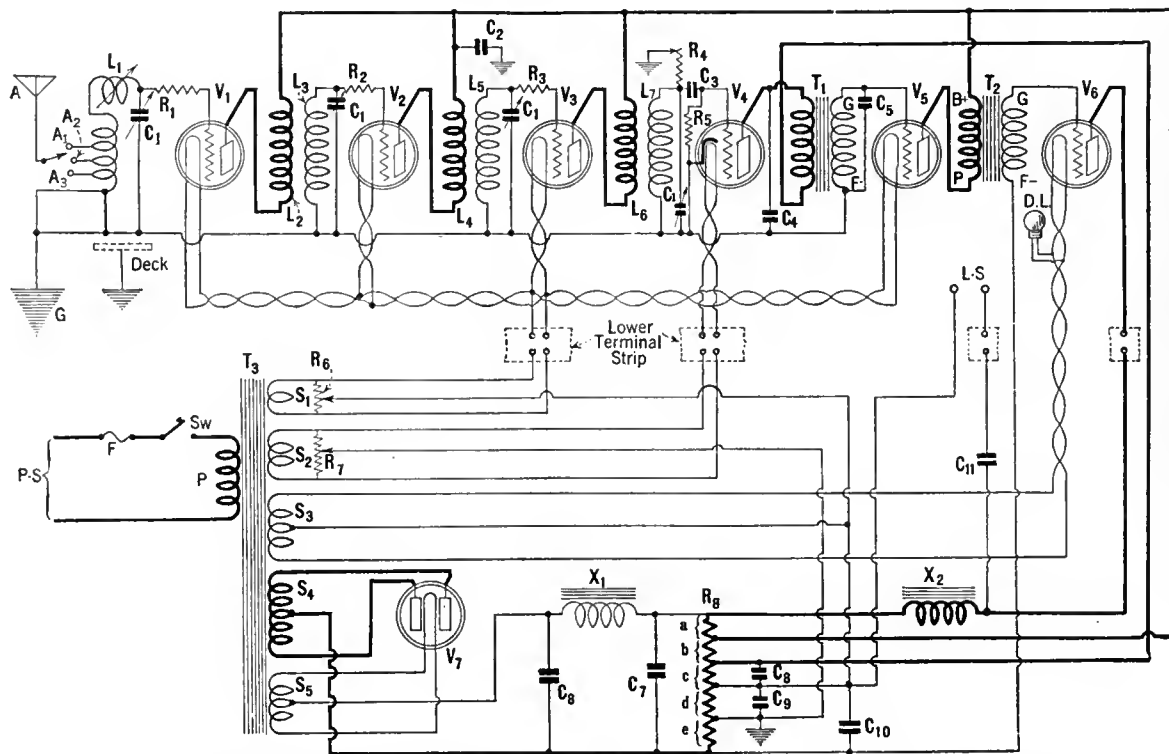 C2
L1
A
R1
V1
L3
R2
V2
L5
R3
V3
L7
R4
C3
V4
T1
G
C5
V5
B+
T2
G
V6
A1
A2
A3
C1
C1
C1
R5
C1
L2
L4
L6
F-
P
F-
C4
D.L.
Deck
G
L-S
Lower
Terminal
Strip
T3
R6
S1
Sw
F
P-S
P
S2
R7
C11
S3
S4
X1
R8
X2
V7
a
b
c
d
e
S5
C8
C7
C8
C9
C10